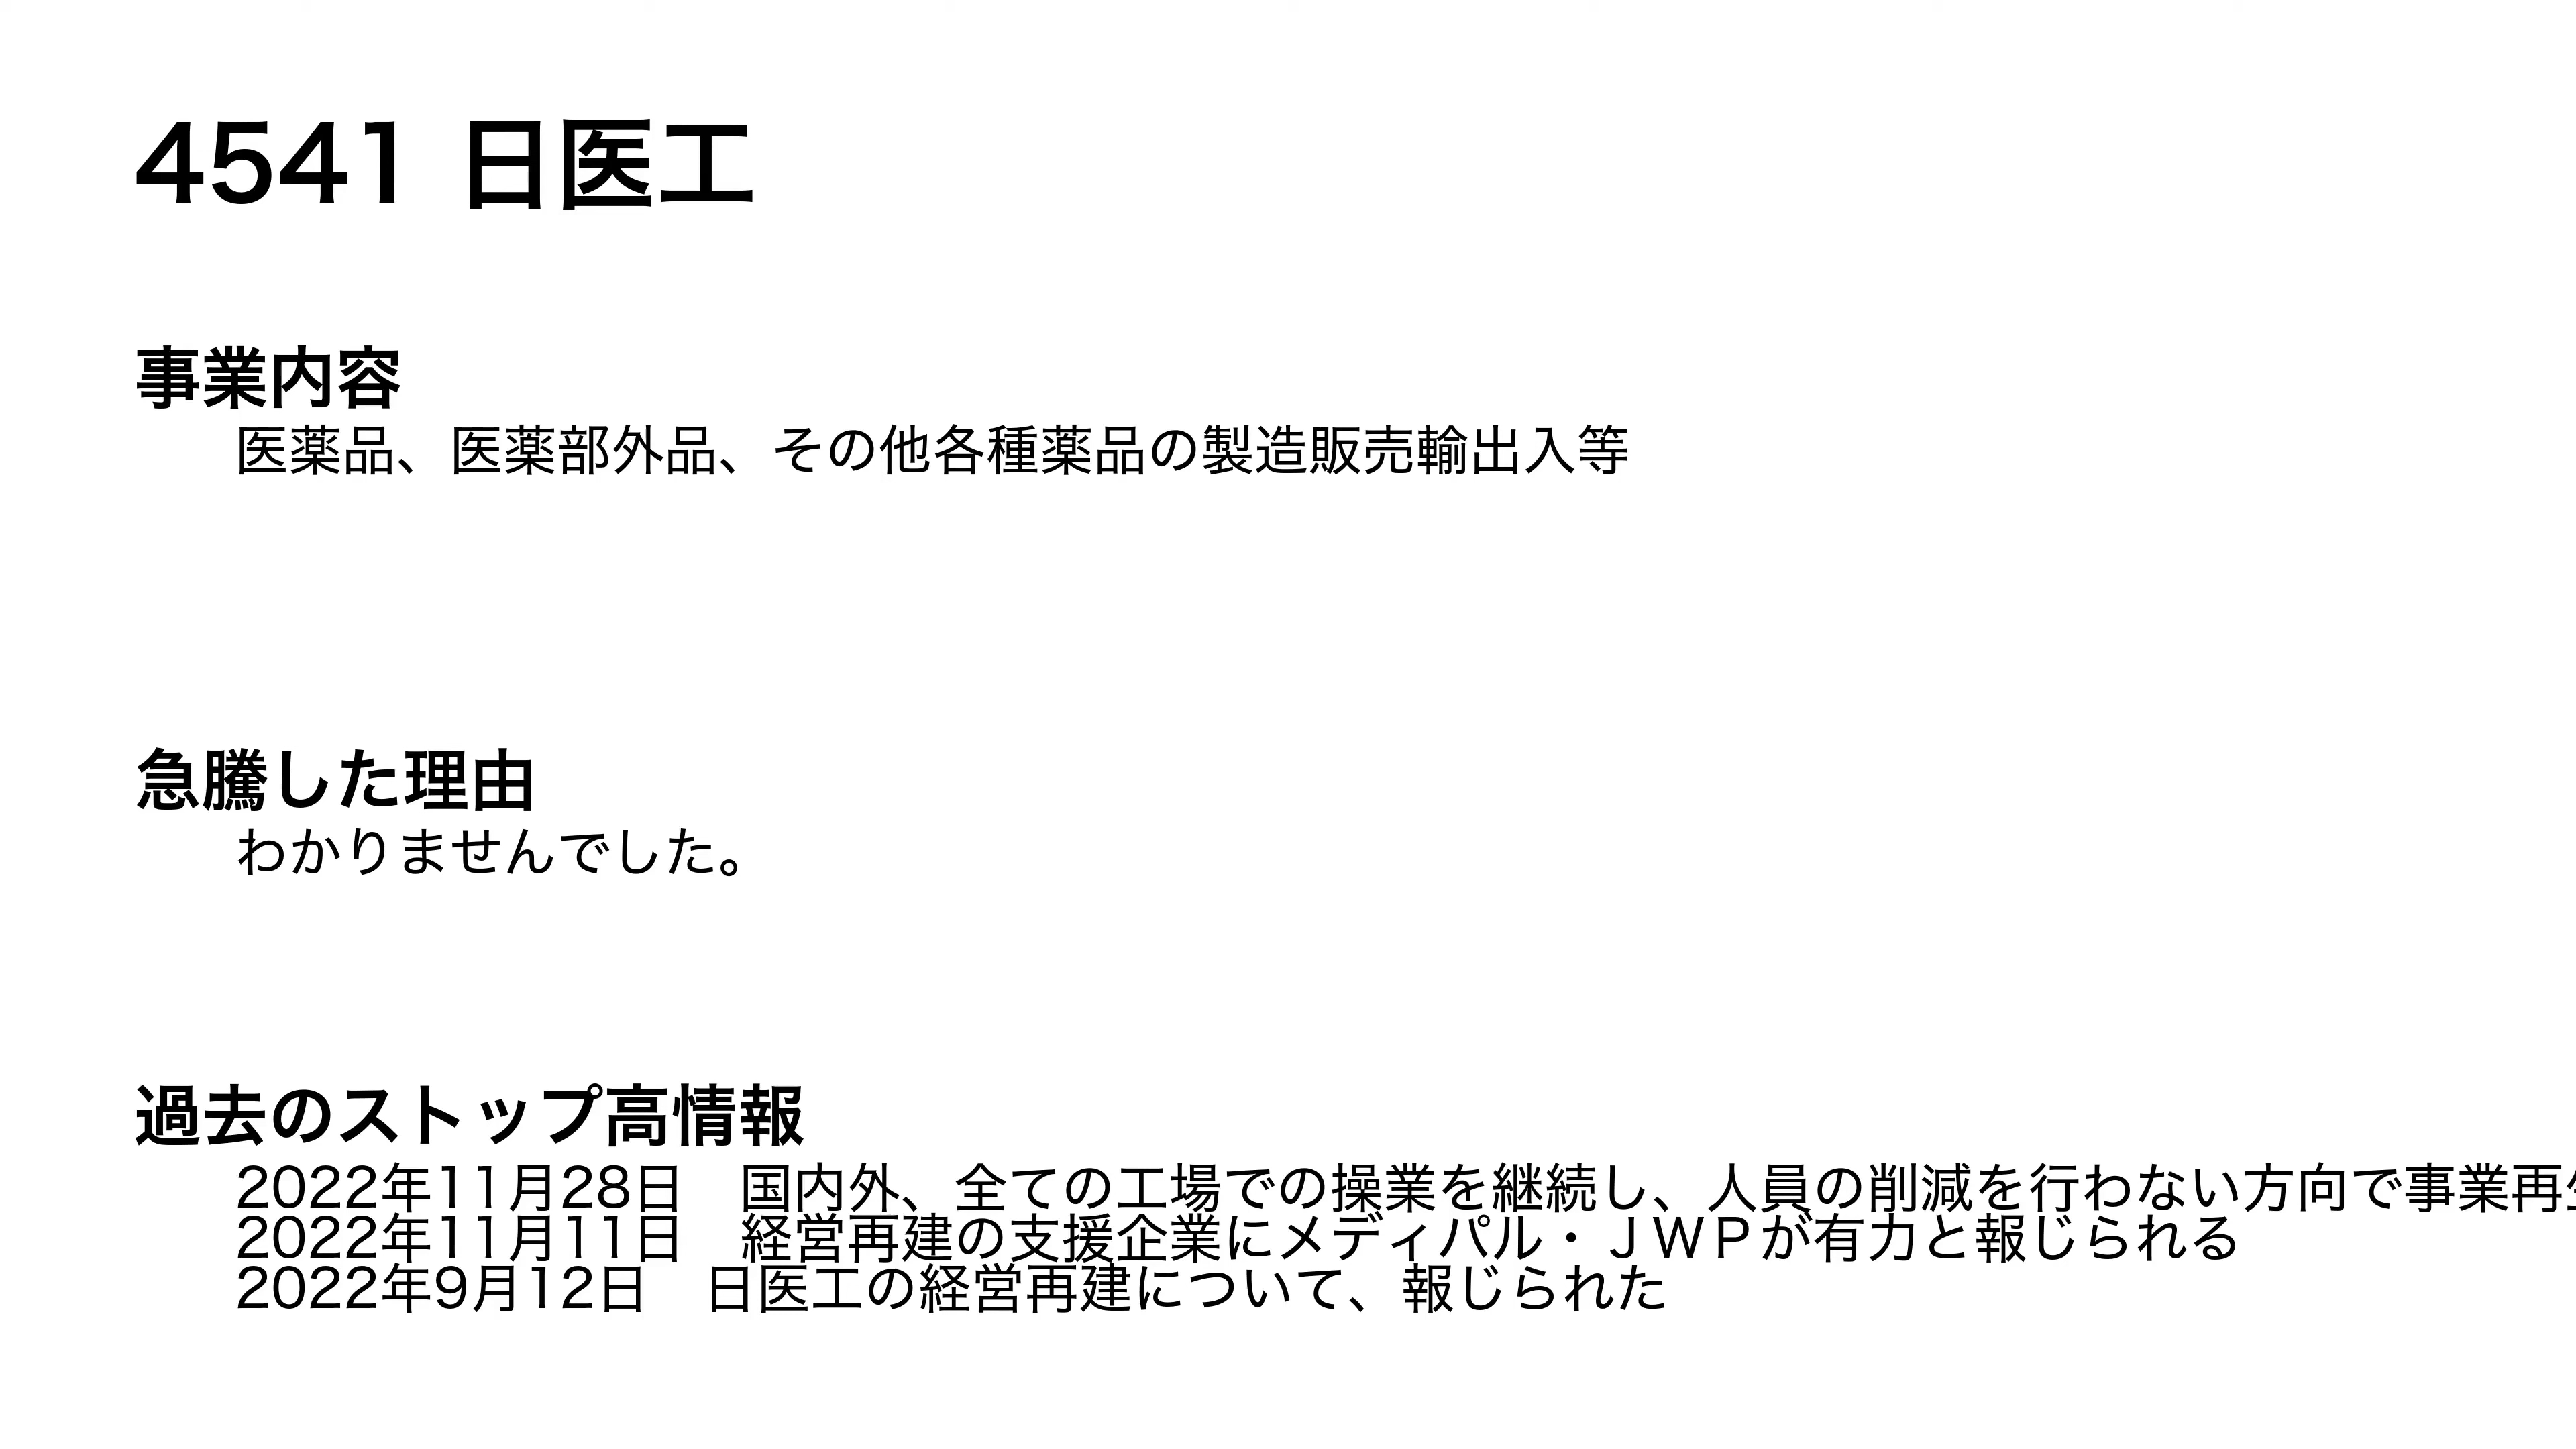 4541 日医工
事業内容
医薬品、医薬部外品、その他各種薬品の製造販売輸出入等
急騰した理由
わかりませんでした。
過去のストップ高情報
2022年11月28日　国内外、全ての工場での操業を継続し、人員の削減を行わない方向で事業再
2022年11月11日　経営再建の支援企業にメディパル・ＪＷＰが有力と報じられる
2022年9月12日　日医工の経営再建について、報じられた